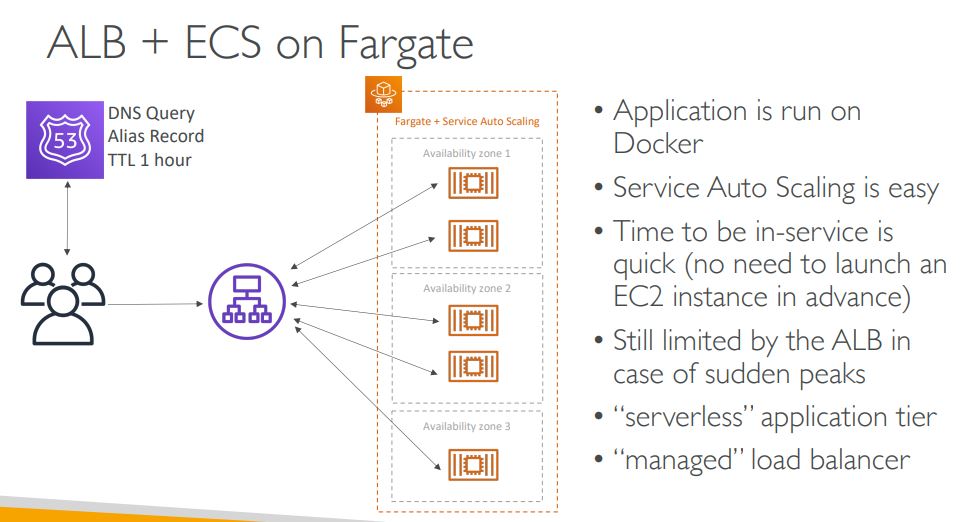 ALB + ECS on Fargate
53
DNS Query
Alias Record
TTL 1 hour
Fargate + Service Auto Scaling
Availability zone 1
Availability zone 2
Availability zone 3
• Application is run on
Docker
• Service Auto Scaling is easy
• Time to be in-service is
quick (no need to launch an
EC2 instance in advance)
• Still limited by the ALB in
case of sudden peaks
• “serverless” application tier
• “managed” load balancer